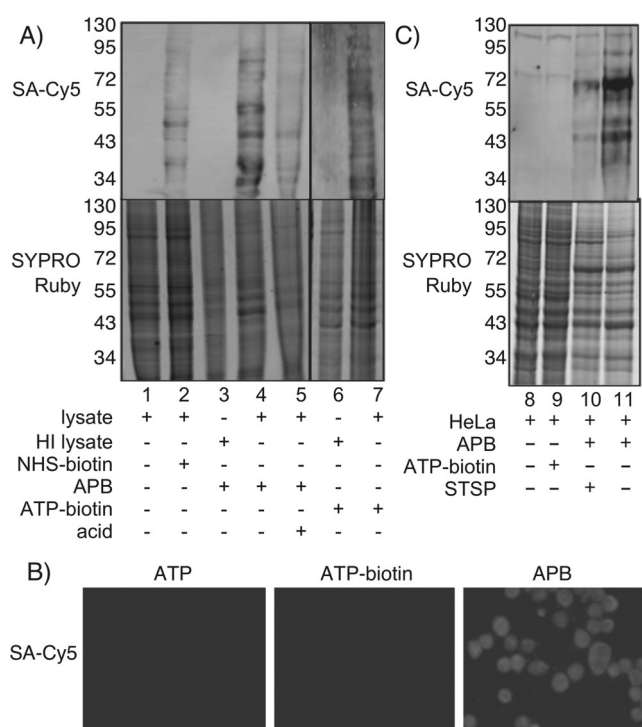 A)
SA-Cy5
130
95
72
55
43
34
SYPRO
Ruby
130
95
72
55
43
34
1 2 3 4 5 6 7
lysate + + - + + - +
HI lysate - - + - - + -
NHS-biotin - + - - - - -
APB - - + + + - -
ATP-biotin - - - - - + +
acid - - - - + - -
C)
SA-Cy5
130
95
72
55
43
34
SYPRO
Ruby
130
95
72
55
43
34
8 9 10 11
HeLa + + + +
APB - - + +
ATP-biotin - + - -
STSP - - + -
B)
ATP ATP-biotin APB
SA-Cy5